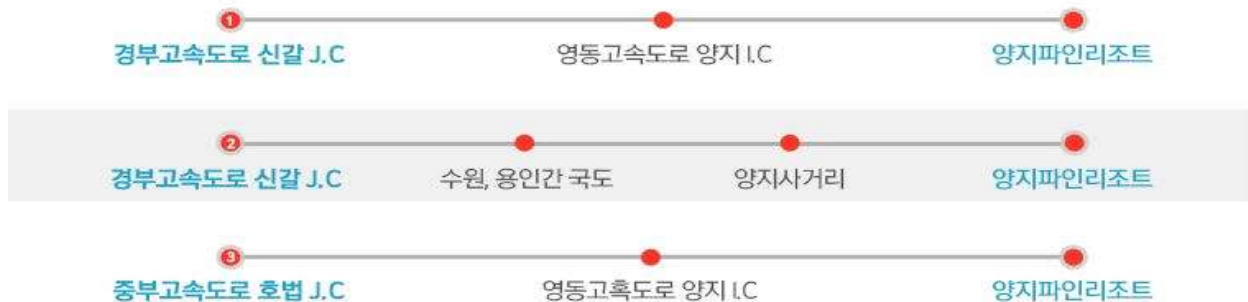 1
경부고속도로 신갈 J.C 영동고속도로 양지 I.C 양지파인리조트
2
경부고속도로 신갈 J.C 수원, 용인간 국도 양지사거리 양지파인리조트
3
중부고속도로 호법 J.C 영동고혹도로 양지 I.C 양지파인리조트